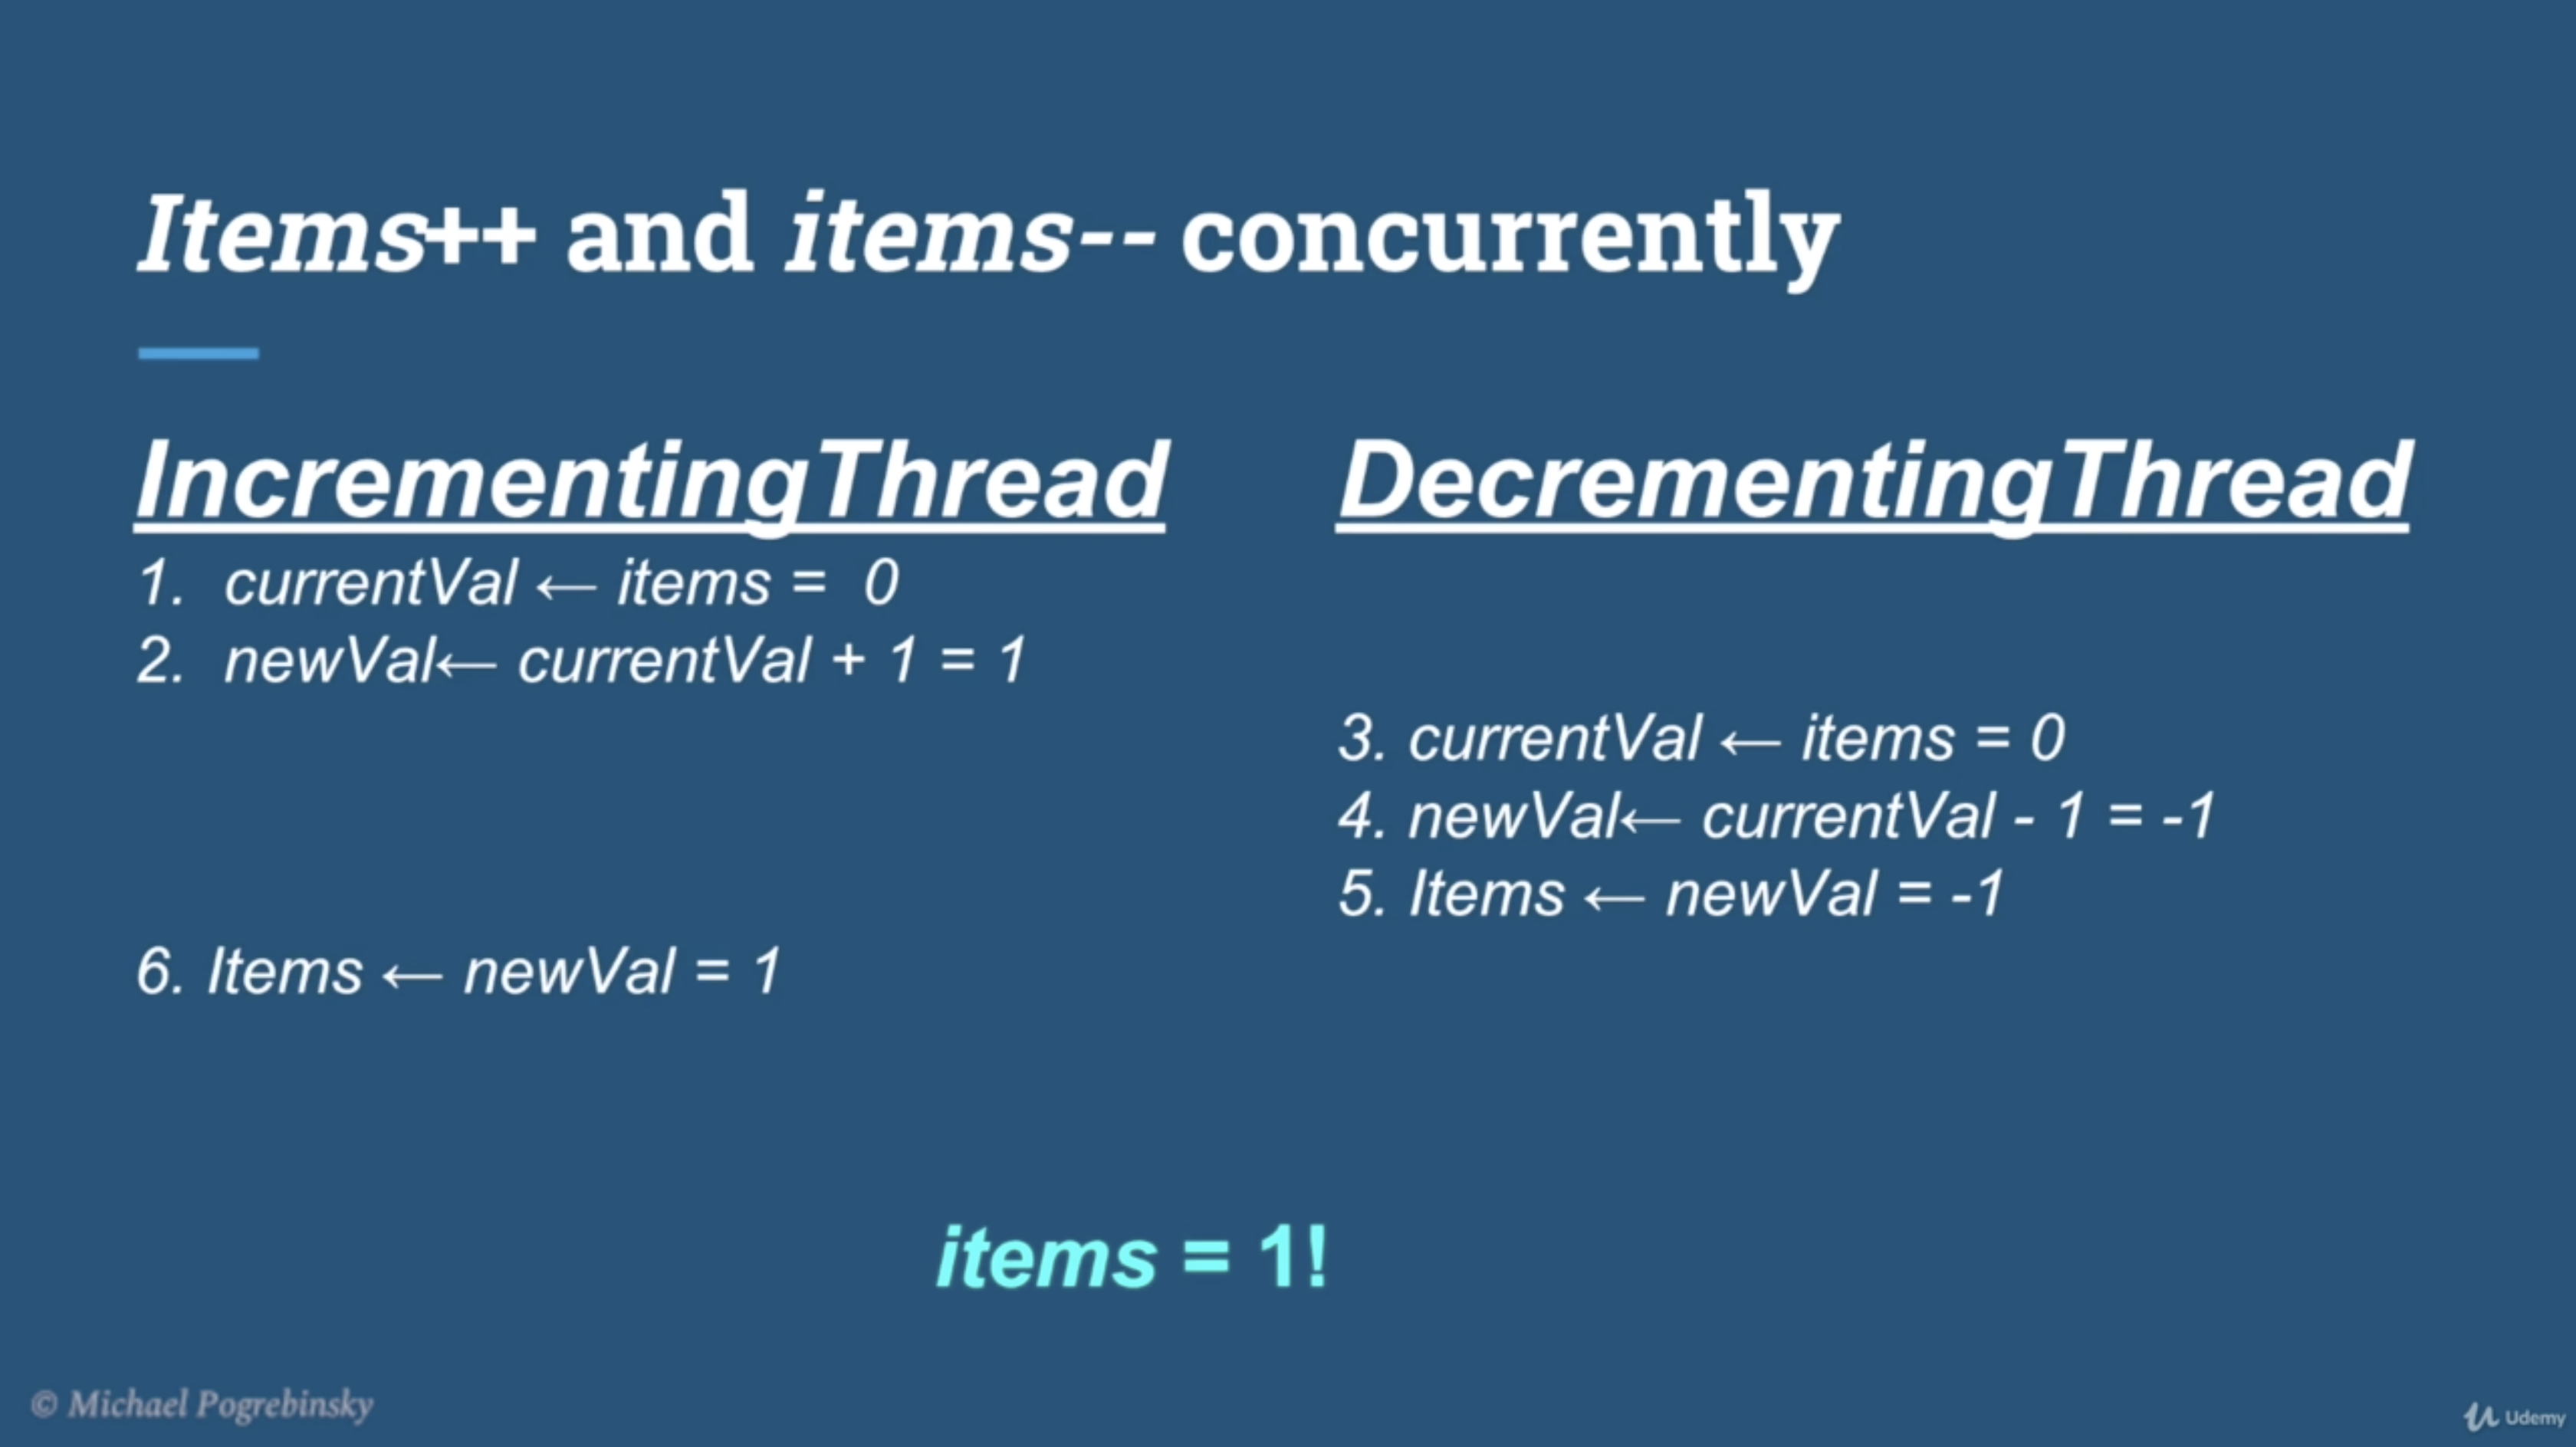 Items++ and items-- concurrently
IncrementingThread
1. currentVal ← items = 0
2. newVal← currentVal + 1 = 1
DecrementingThread
3. currentVal ← items = 0
4. newVal← currentVal - 1 = -1
5. Items ← newVal = -1
6. Items ← newVal = 1
items = 1!
© Michael Pogrebinsky
Udemy